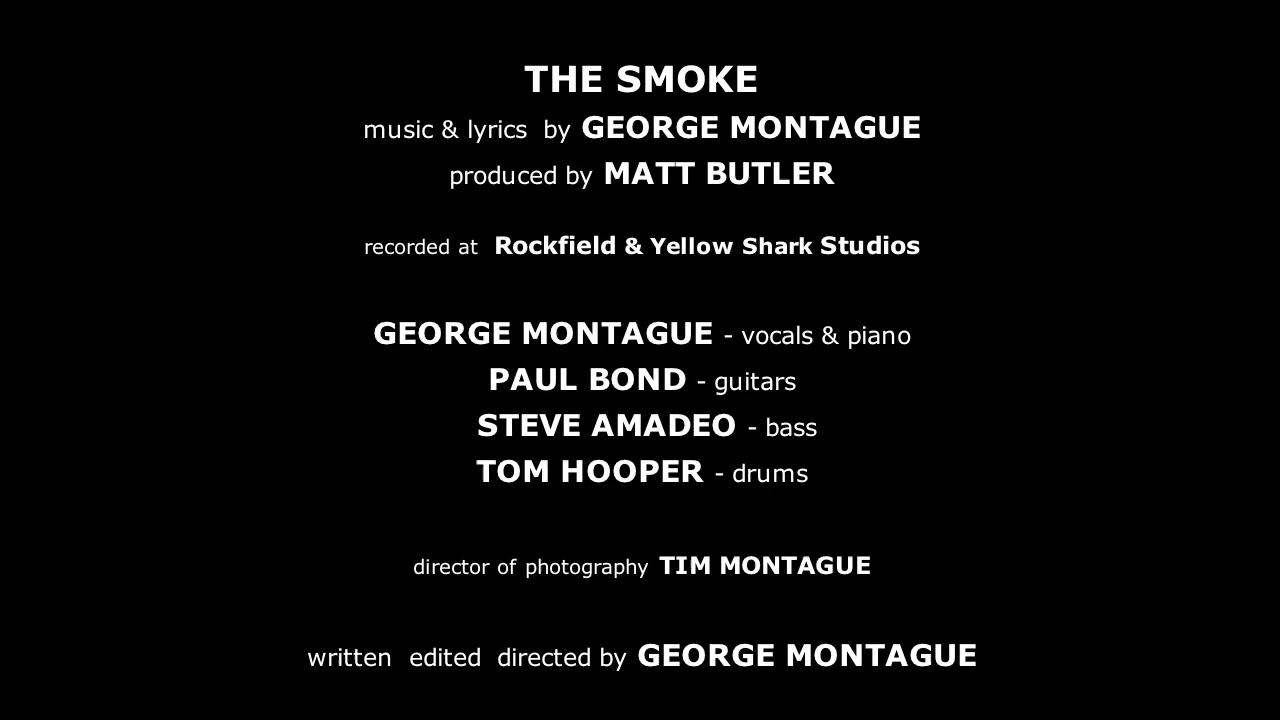 THE SMOKE
music & lyrics by GEORGE MONTAGUE
produced by MATT BUTLER
recorded at Rockfield & Yellow Shark Studios
GEORGE MONTAGUE - vocals & piano
PAUL BOND - guitars
STEVE AMADEO - bass
TOM HOOPER - drums
director of photography TIM MONTAGUE
written edited directed by GEORGE MONTAGUE